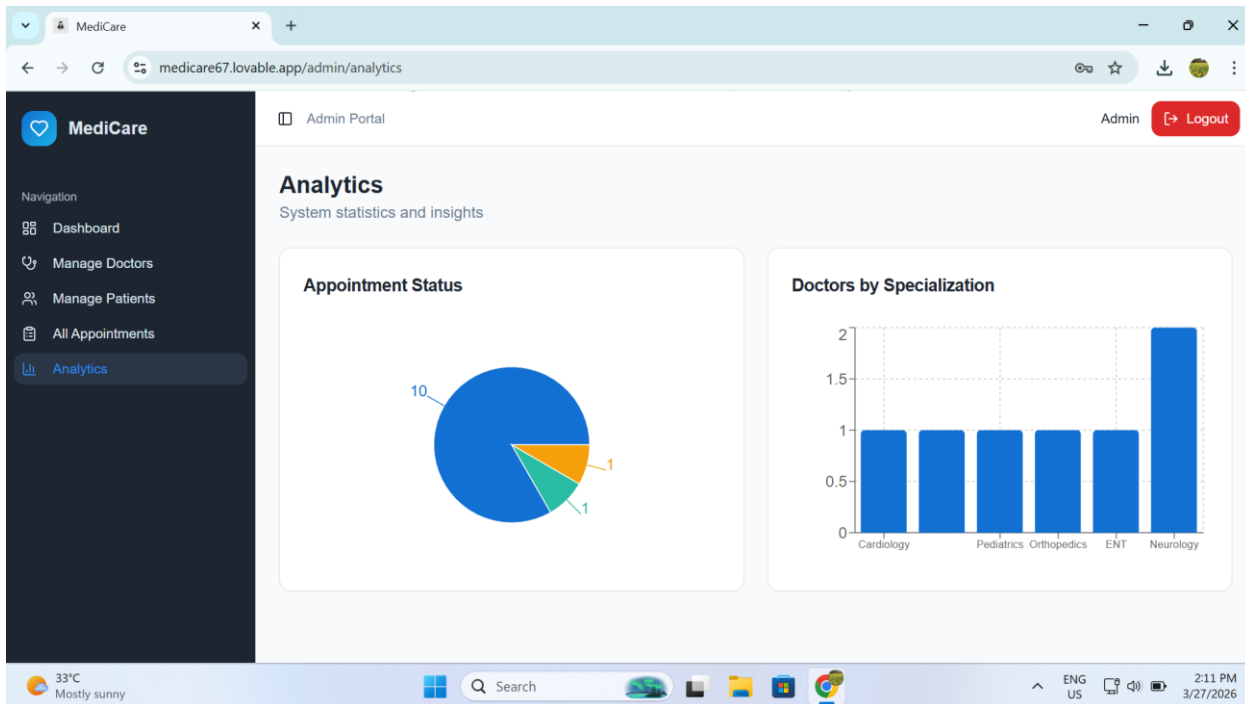 MediCare
medicare67.lovable.app/admin/analytics
MediCare
Admin Portal
Admin
Logout
Navigation
Dashboard
Manage Doctors
Manage Patients
All Appointments
Analytics
Analytics
System statistics and insights
Appointment Status
10
1
1
Doctors by Specialization
2
1.5
1
0.5
0
Cardiology Pediatrics Orthopedics ENT Neurology
33°C
Mostly sunny
Search
ENG
US
2:11 PM
3/27/2026